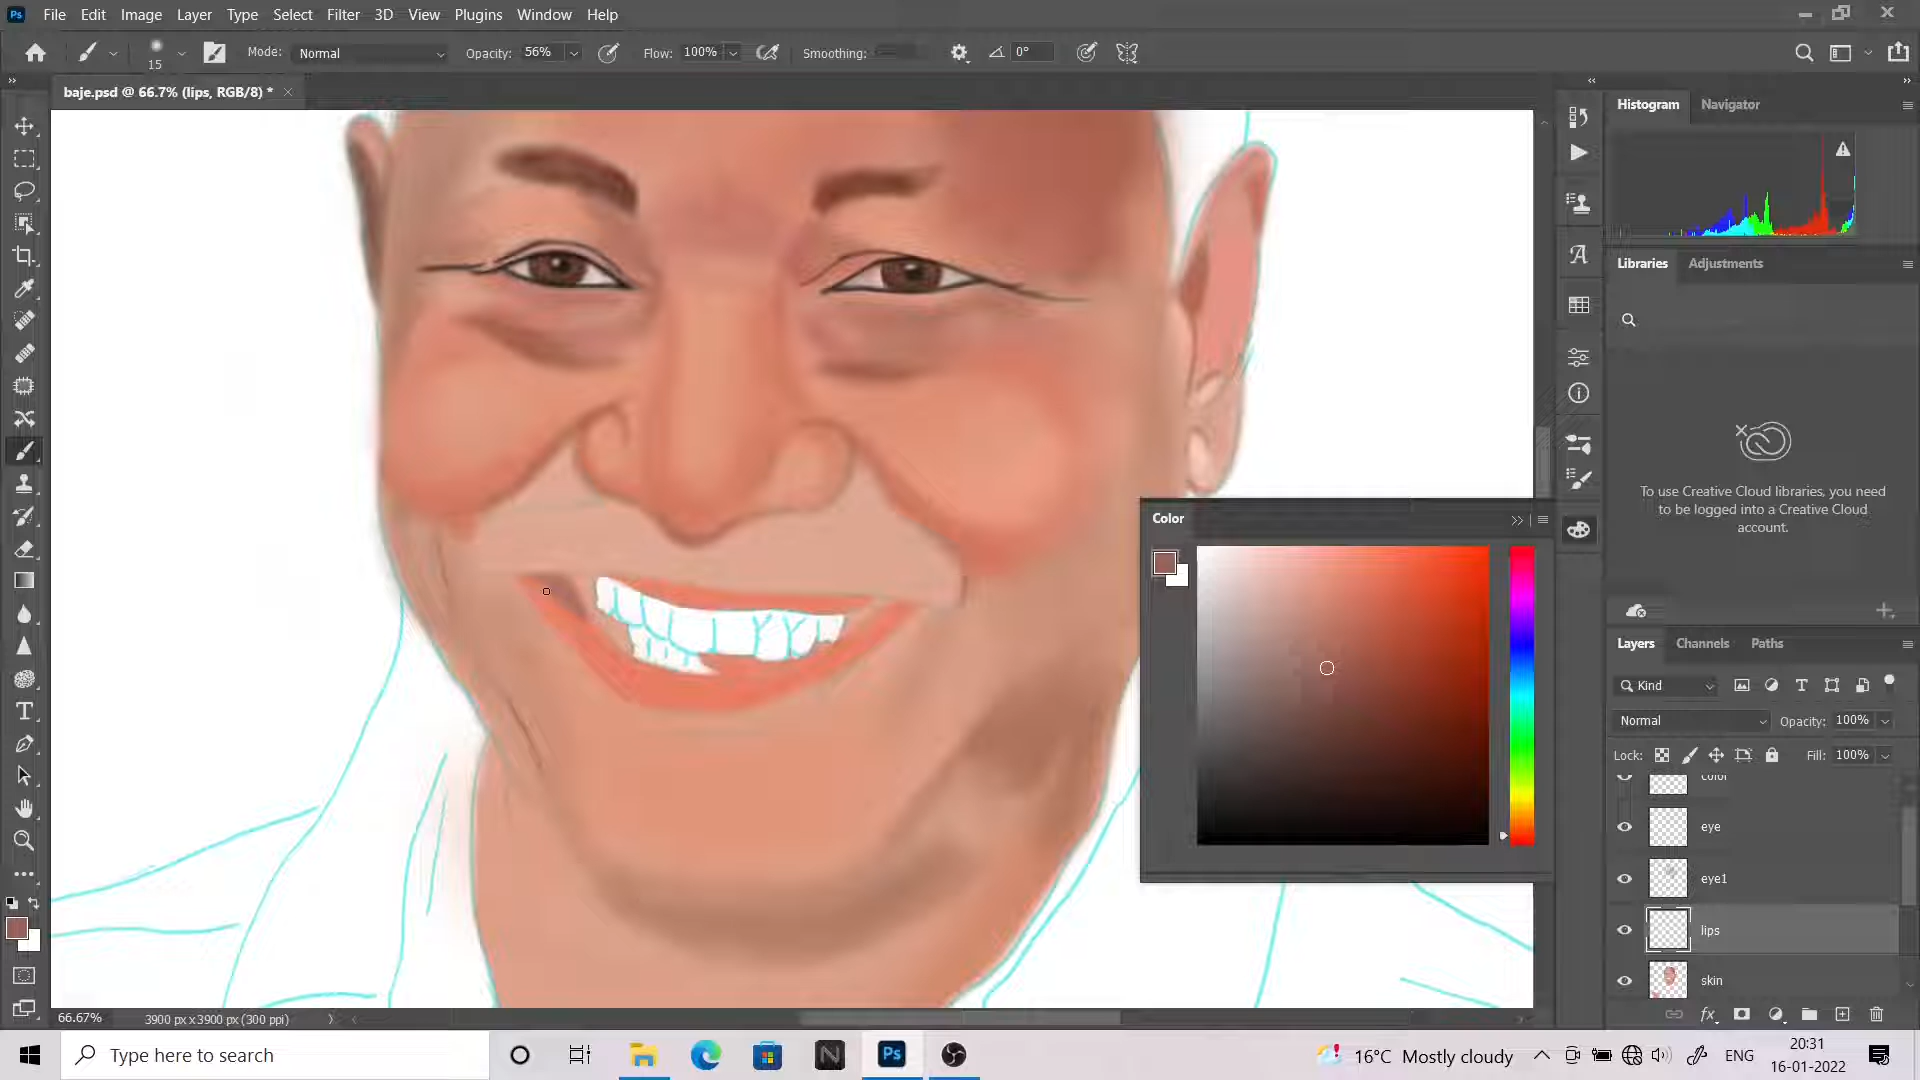 Ps File Edit Image Layer Type Select Filter 3D View Plugins Window Help
15 Mode: Normal Opacity: 56% Flow: 100% Smoothing: 0°
baje.psd @ 66.7% (lips, RGB/8) *
Histogram Navigator
Libraries Adjustments
To use Creative Cloud libraries, you need
to be logged into a Creative Cloud
account.
Color
Layers Channels Paths
Kind
Normal Opacity: 100%
Lock: Fill: 100%
color
eye
eye1
lips
skin
66.67% 3900 px x 3900 px (300 ppi)
Type here to search
Ps
16°C Mostly cloudy
ENG
20:31
16-01-2022